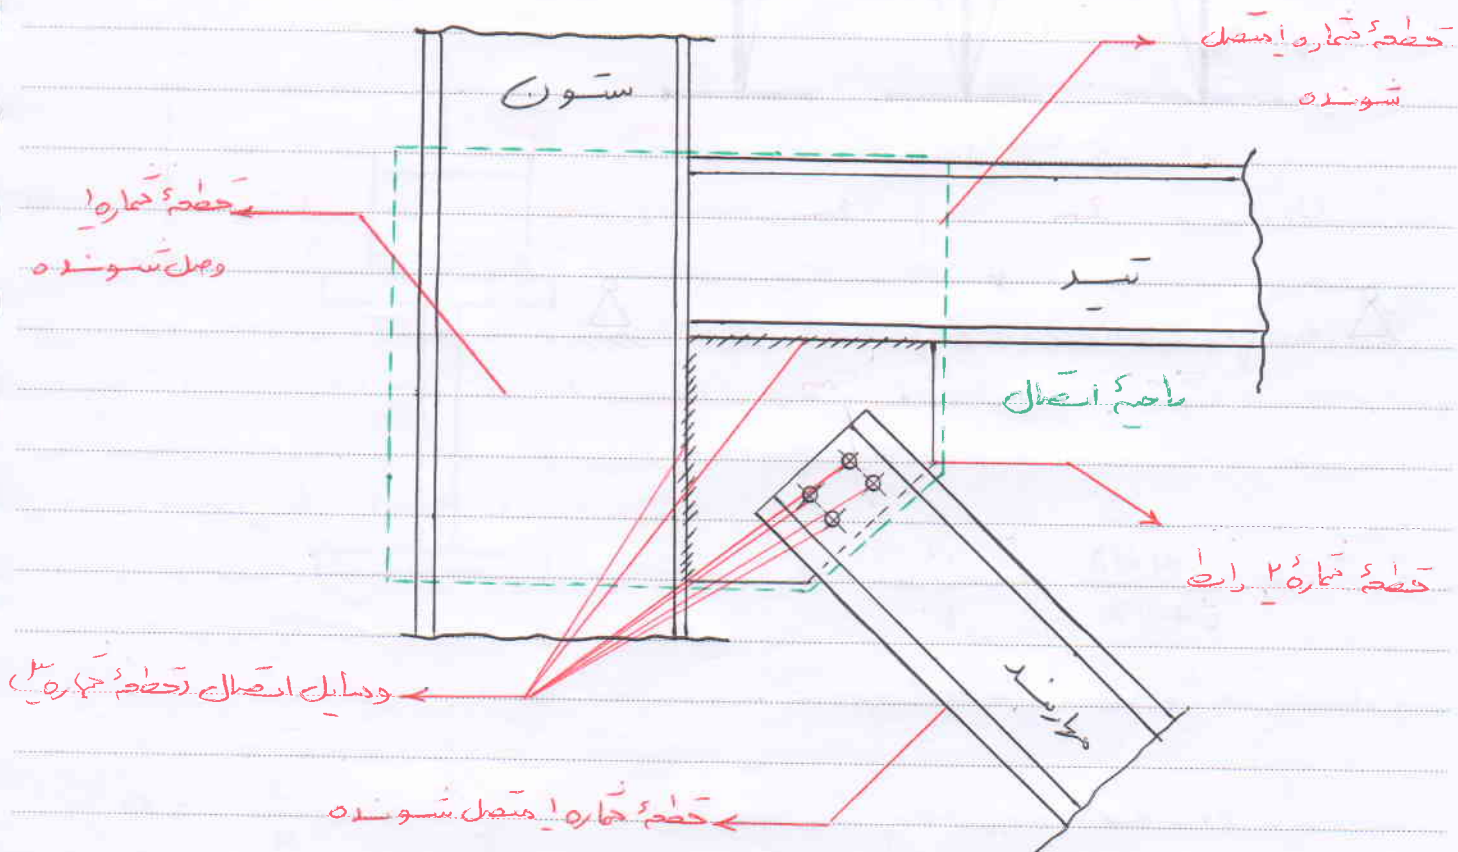 قطعهٔ شماره ۱ متصل
شونده
ستون
قطعهٔ شماره ۱
وصل شونده
تیر
ناحیهٔ اتصال
قطعهٔ شمارهٔ ۲ رابط
وسایل اتصال (قطعهٔ شماره ۳)
مهاربند
قطعهٔ شماره ۱ متصل شونده